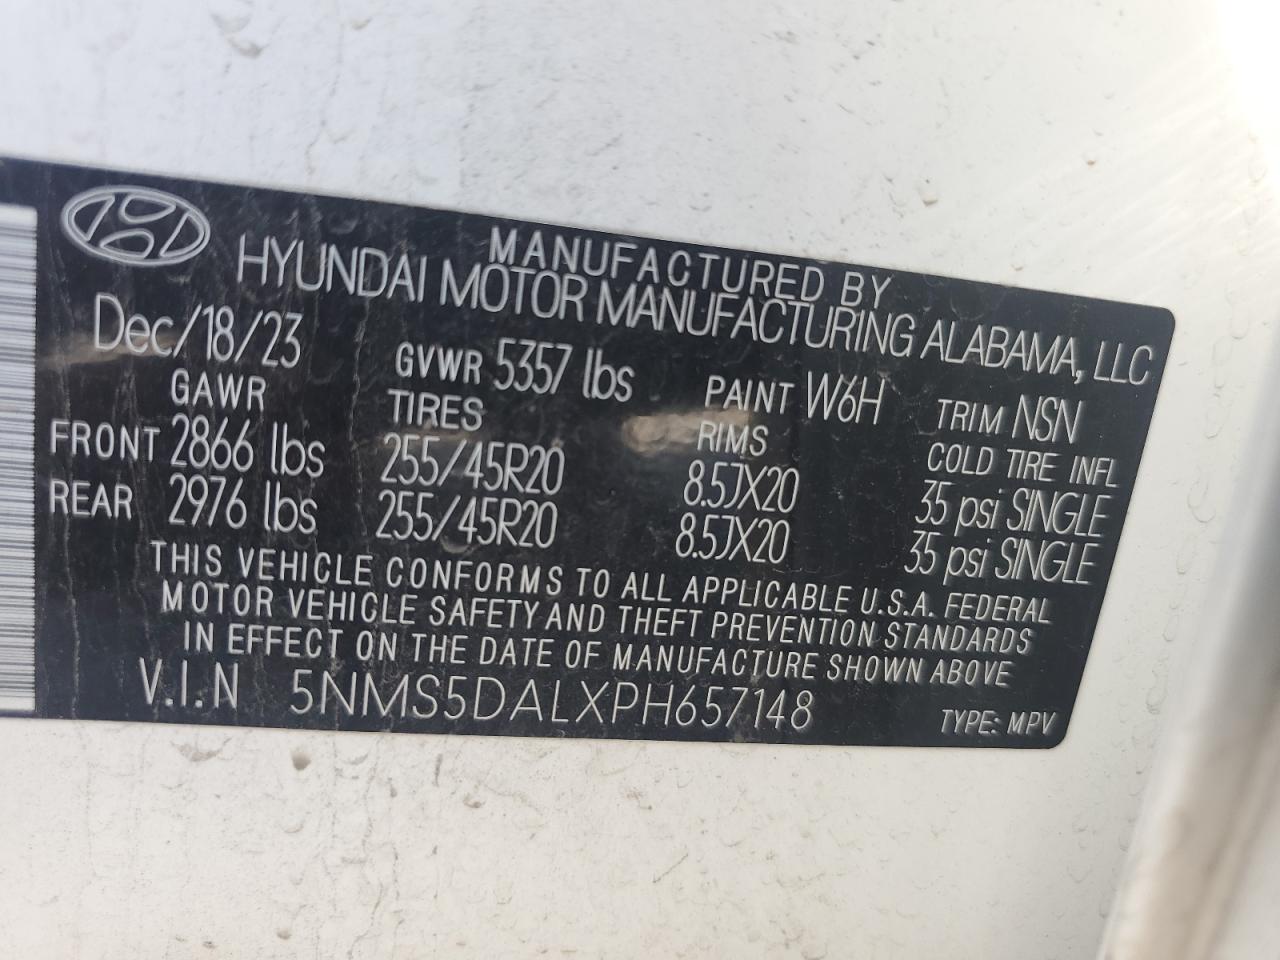 MANUFACTURED BY
HYUNDAI MOTOR MANUFACTURING ALABAMA, LLC
Dec/18/23 GVWR 5357 lbs PAINT W6H TRIM NSN
GAWR TIRES RIMS COLD TIRE INFL
FRONT 2866 lbs 255/45R20 8.5JX20 35 psi SINGLE
REAR 2976 lbs 255/45R20 8.5JX20 35 psi SINGLE
THIS VEHICLE CONFORMS TO ALL APPLICABLE U.S.A. FEDERAL
MOTOR VEHICLE SAFETY AND THEFT PREVENTION STANDARDS
IN EFFECT ON THE DATE OF MANUFACTURE SHOWN ABOVE
V.I.N 5NMS5DALXPH657148 TYPE: MPV